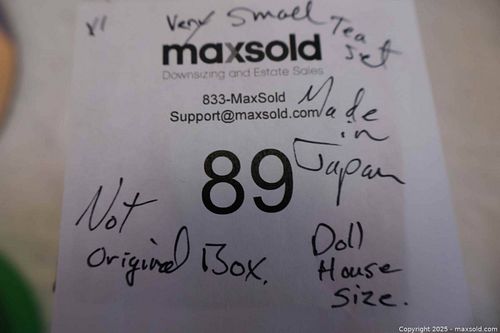 Very Small Tea Set
maxsold
Downsizing and Estate Sales
833-MaxSold
Support@maxsold.com
Made
in
Japan
89
Not
Original Box.
Doll
House
Size.
Copyright 2025 - maxsold.com